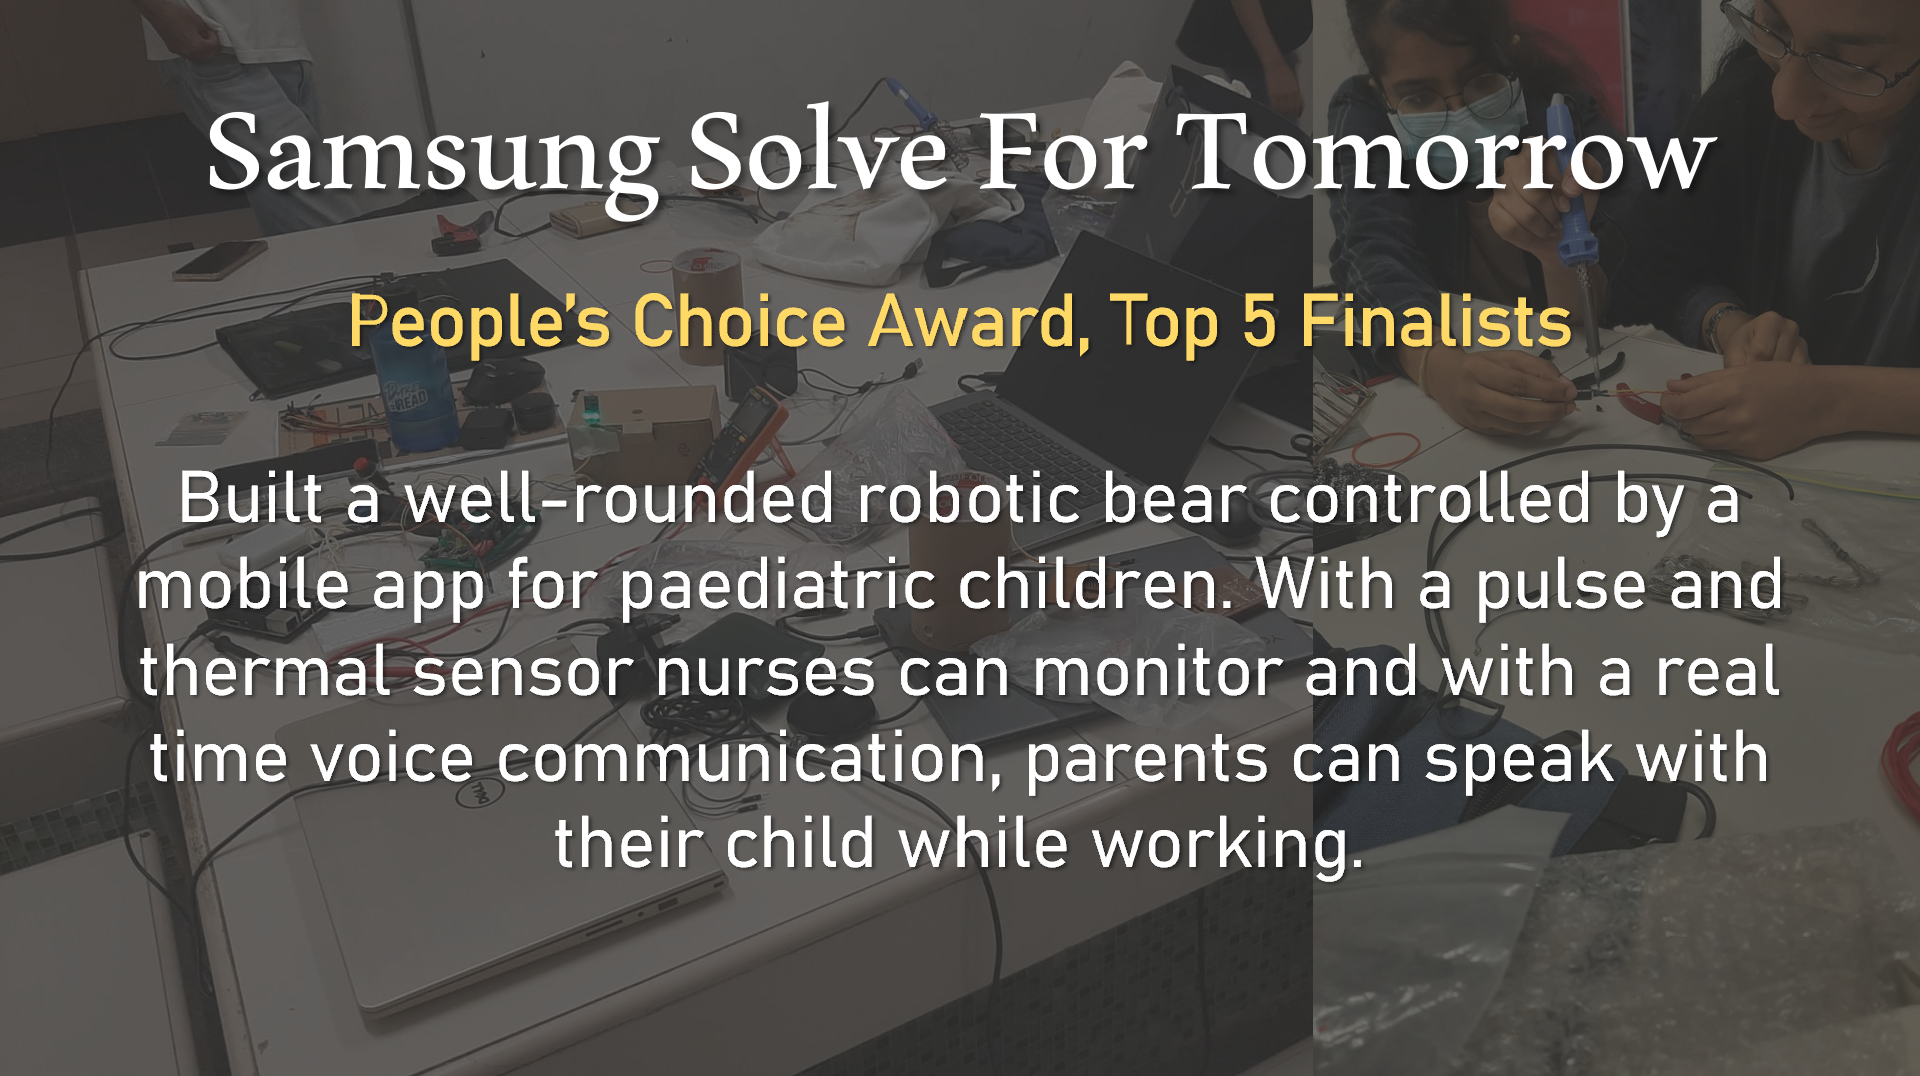 Samsung Solve For Tomorrow
People’s Choice Award, Top 5 Finalists
Built a well-rounded robotic bear controlled by a
mobile app for paediatric children. With a pulse and
thermal sensor nurses can monitor and with a real
time voice communication, parents can speak with
their child while working.
READ
DELL